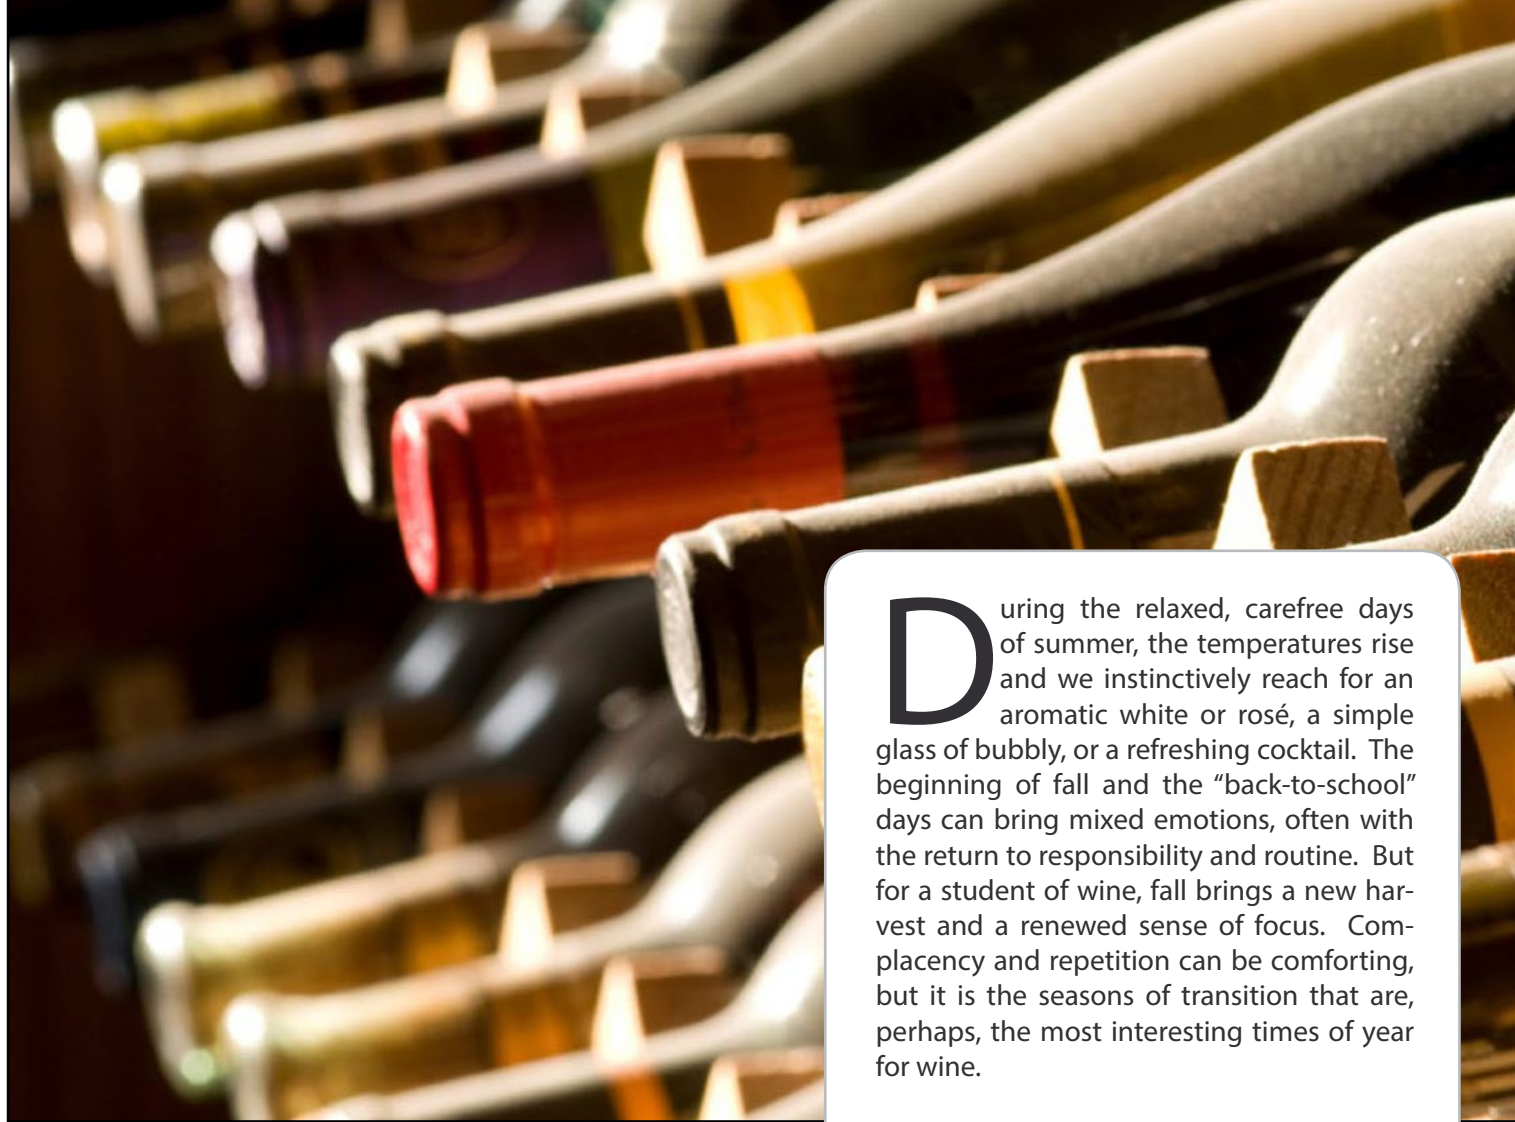 During the relaxed, carefree days
of summer, the temperatures rise
and we instinctively reach for an
aromatic white or rosé, a simple
glass of bubbly, or a refreshing cocktail.  The
beginning of fall and the “back-to-school”
days can bring mixed emotions, often with
the return to responsibility and routine.  But
for a student of wine, fall brings a new har-
vest and a renewed sense of focus.  Com-
placency and repetition can be comforting,
but it is the seasons of transition that are,
perhaps, the most interesting times of year
for wine.